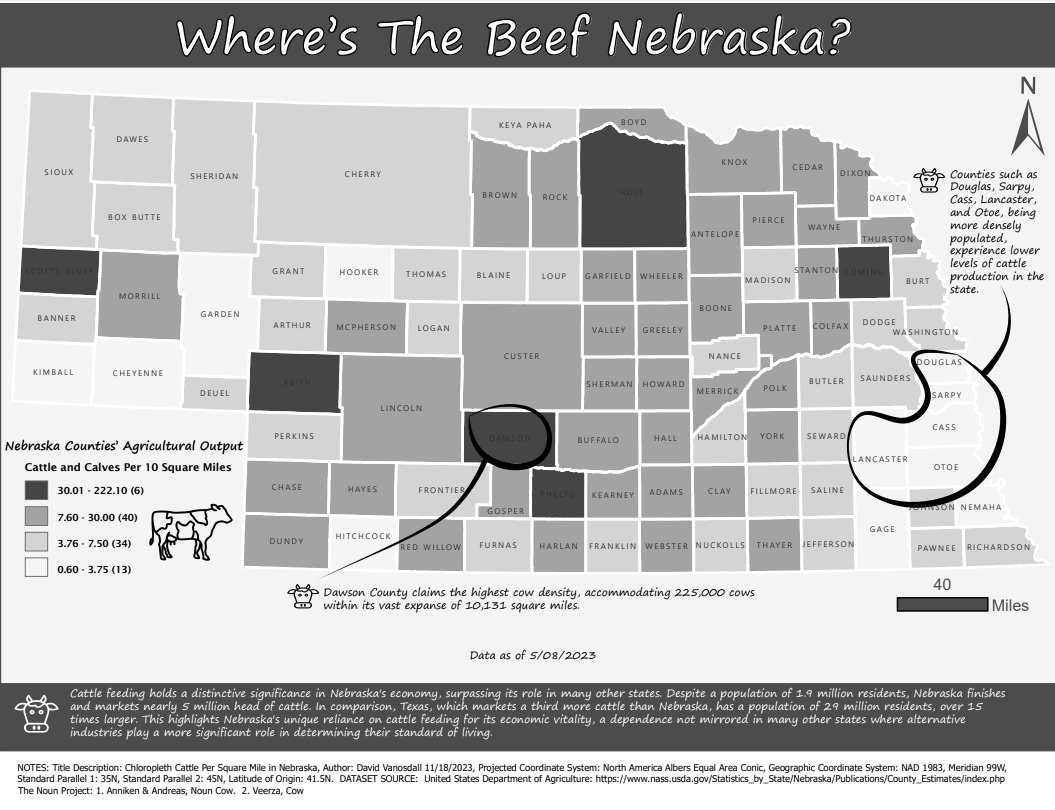 Where's The Beef Nebraska?
N
KEYA PAHA
BOYD
DAWES
SIOUX
SHERIDAN
CHERRY
BROWN
ROCK
HOLT
KNOX
CEDAR
DIXON
DAKOTA
BOX BUTTE
ANTELOPE
PIERCE
WAYNE
THURSTON
Counties such as
Douglas, Sarpy,
Cass, Lancaster,
and Otoe, being
more densely
populated,
experience lower
levels of cattle
production in the
state.
SCOTTS BLUFF
MORRILL
GARDEN
GRANT
HOOKER
THOMAS
BLAINE
LOUP
GARFIELD
WHEELER
MADISON
STANTON
CUMING
BURT
BANNER
ARTHUR
MCPHERSON
LOGAN
CUSTER
VALLEY
GREELEY
BOONE
PLATTE
COLFAX
DODGE
WASHINGTON
KIMBALL
CHEYENNE
DEUEL
KEITH
LINCOLN
SHERMAN
HOWARD
NANCE
MERRICK
POLK
BUTLER
SAUNDERS
DOUGLAS
SARPY
PERKINS
DAWSON
BUFFALO
HALL
HAMILTON
YORK
SEWARD
LANCASTER
CASS
OTOE
CHASE
HAYES
FRONTIER
GOSPER
PHELPS
KEARNEY
ADAMS
CLAY
FILLMORE
SALINE
GAGE
JOHNSON
NEMAHA
DUNDY
HITCHCOCK
RED WILLOW
FURNAS
HARLAN
FRANKLIN
WEBSTER
NUCKOLLS
THAYER
JEFFERSON
PAWNEE
RICHARDSON
Nebraska Counties' Agricultural Output
Cattle and Calves Per 10 Square Miles
30.01 - 222.10 (6)
7.60 - 30.00 (40)
3.76 - 7.50 (34)
0.60 - 3.75 (13)
Dawson County claims the highest cow density, accommodating 225,000 cows
within its vast expanse of 10,131 square miles.
40
Miles
Data as of 5/08/2023
Cattle feeding holds a distinctive significance in Nebraska's economy, surpassing its role in many other states. Despite a population of 1.9 million residents, Nebraska finishes
and markets nearly 5 million head of cattle. In comparison, Texas, which markets a third more cattle than Nebraska, has a population of 29 million residents, over 15
times larger. This highlights Nebraska's unique reliance on cattle feeding for its economic vitality, a dependence not mirrored in many other states where alternative
industries play a more significant role in determining their standard of living.
NOTES: Title Description: Chloropleth Cattle Per Square Mile in Nebraska, Author: David Vanosdall 11/18/2023, Projected Coordinate System: North America Albers Equal Area Conic, Geographic Coordinate System: NAD 1983, Meridian 99W,
Standard Parallel 1: 35N, Standard Parallel 2: 45N, Latitude of Origin: 41.5N. DATASET SOURCE: United States Department of Agriculture: https://www.nass.usda.gov/Statistics_by_State/Nebraska/Publications/County_Estimates/index.php
The Noun Project: 1. Anniken & Andreas, Noun Cow. 2. Veerza, Cow